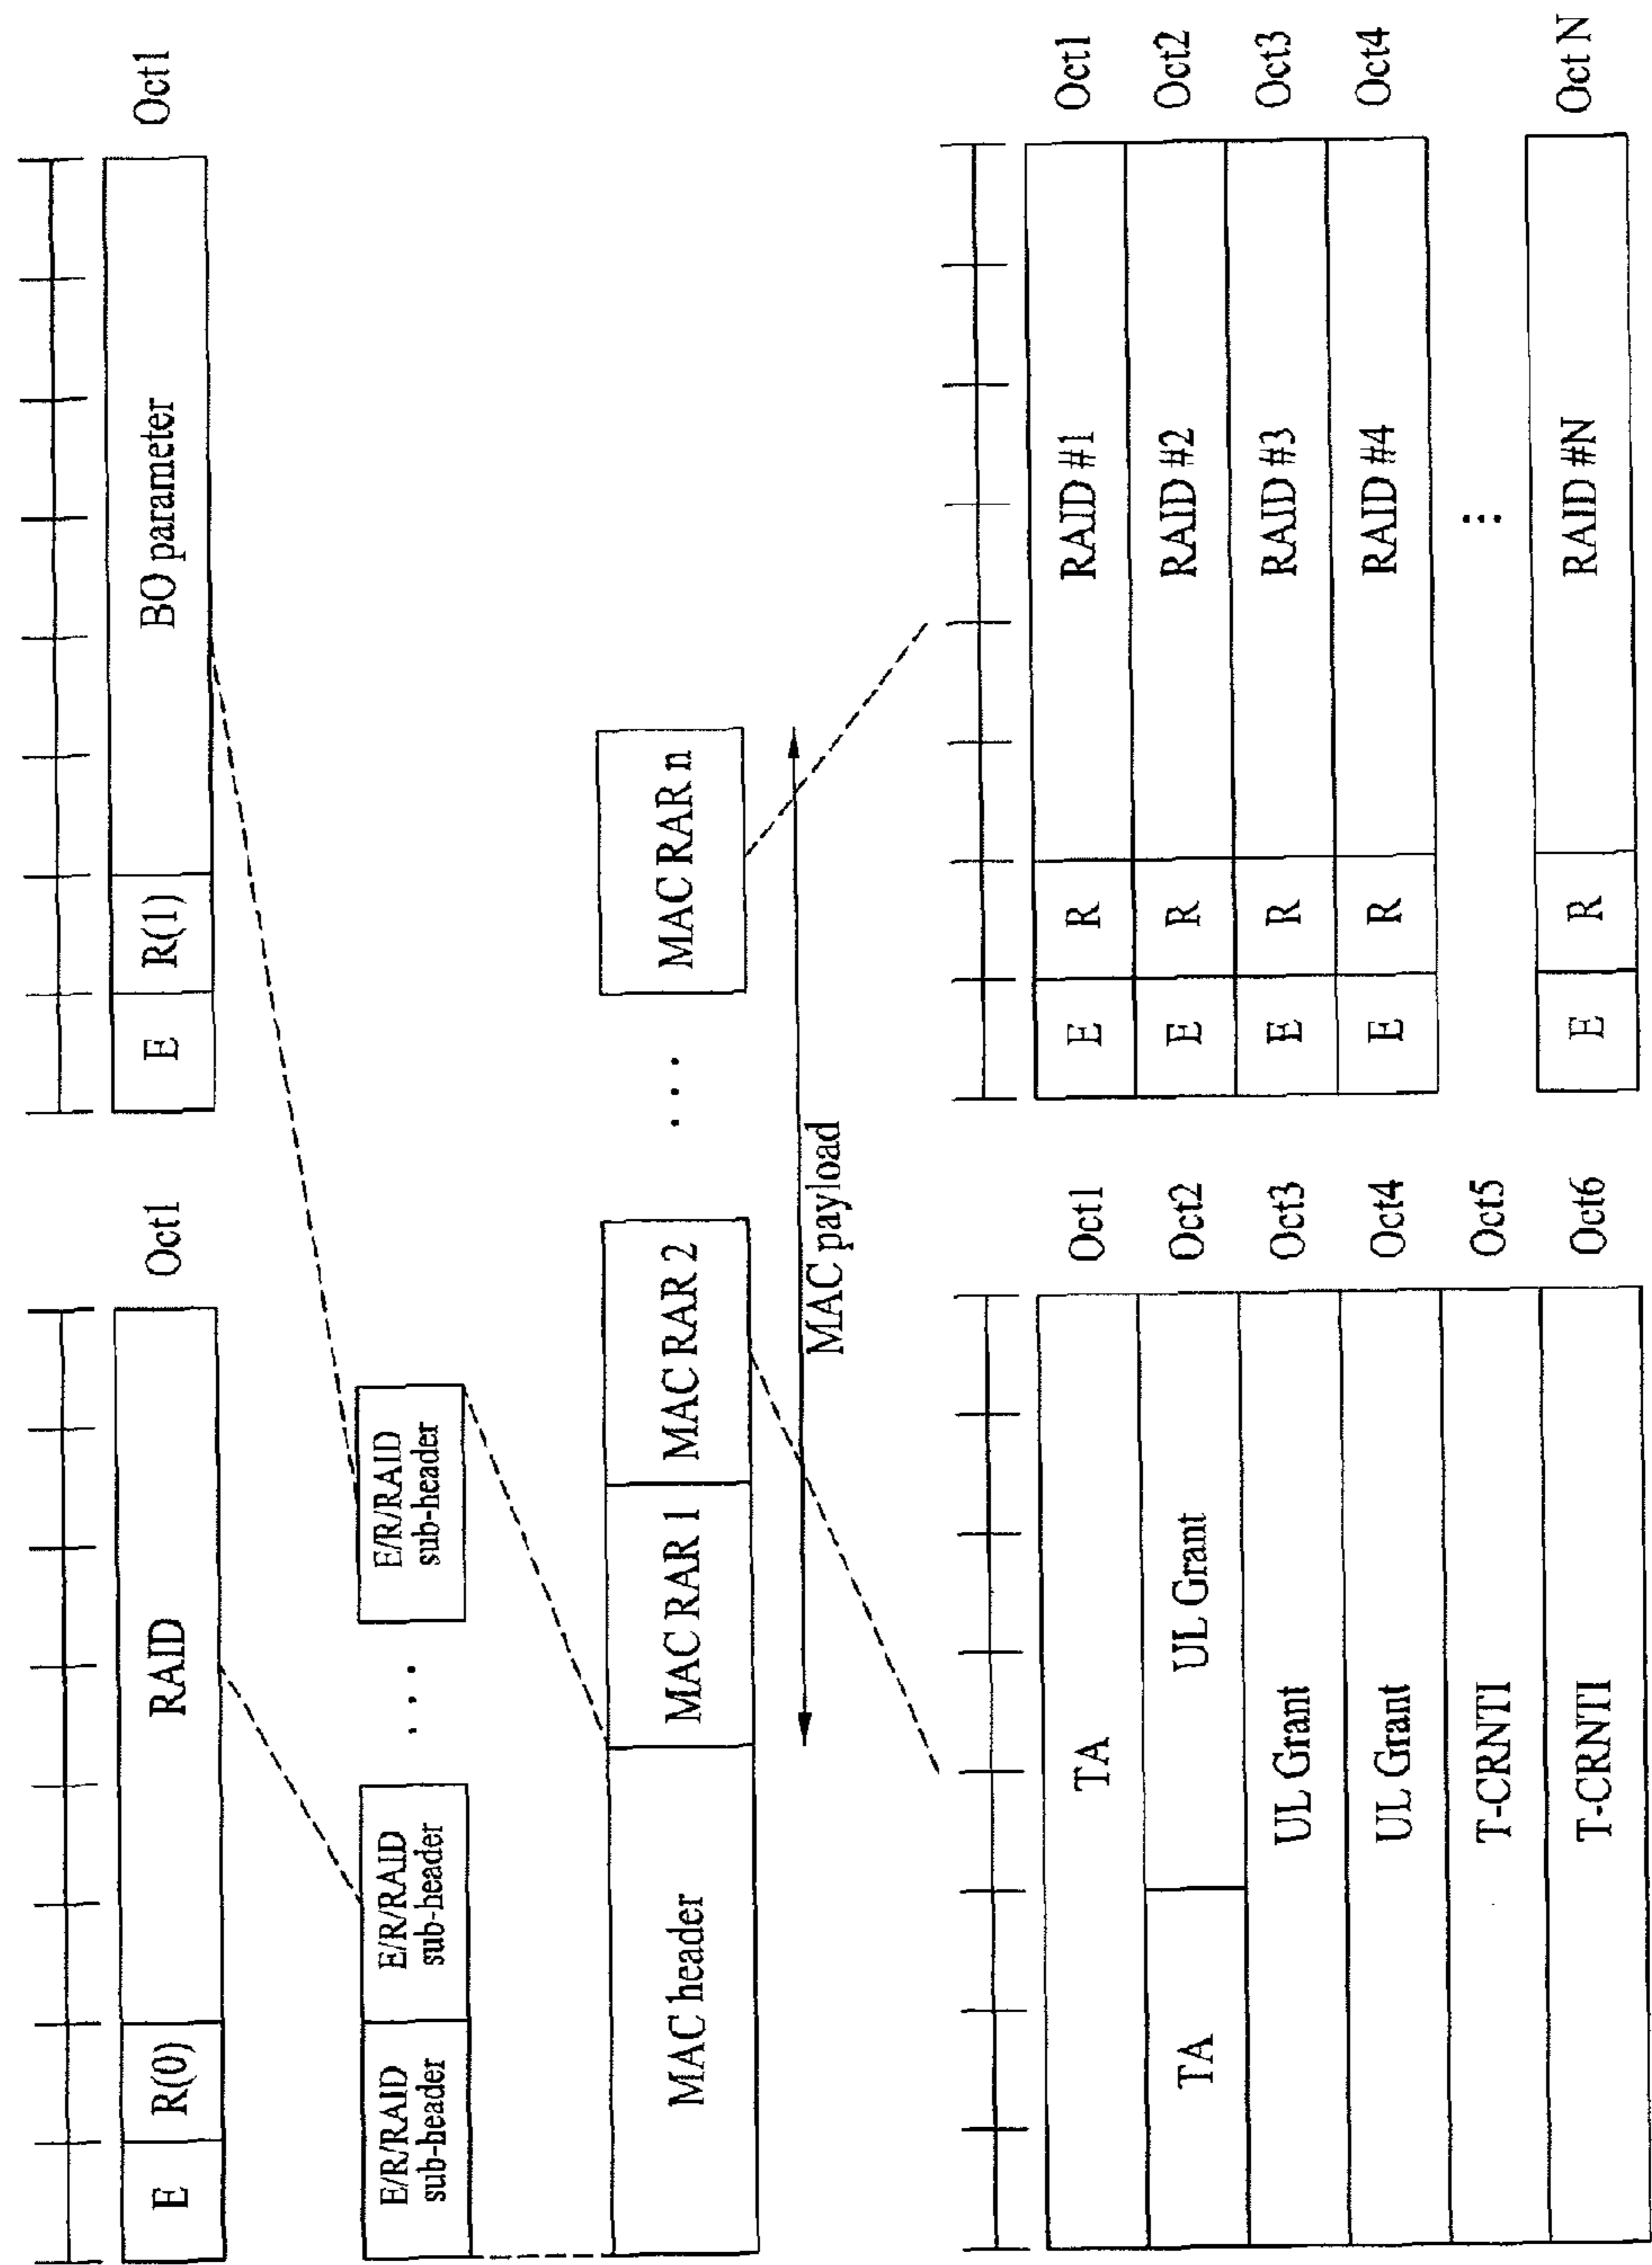 E R(0) RAID Oct1
E R(1) BO parameter Oct1
E/R/RAID
sub-header
E/R/RAID
sub-header
...
E/R/RAID
sub-header
MAC header MAC RAR 1 MAC RAR 2 ... MAC RAR n
MAC payload
TA Oct1
TA UL Grant Oct2
UL Grant Oct3
UL Grant Oct4
T-CRNTI Oct5
T-CRNTI Oct6
E R RAID #1 Oct1
E R RAID #2 Oct2
E R RAID #3 Oct3
E R RAID #4 Oct4
...
E R RAID #N Oct N